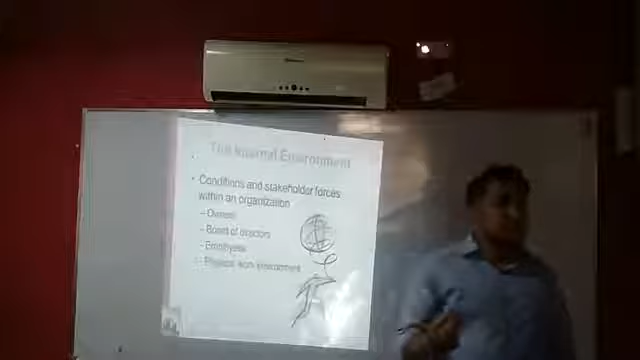 The Internal Environment
• Conditions and stakeholder forces
within an organization
– Owners
– Board of directors
– Employees
– Physical work environment